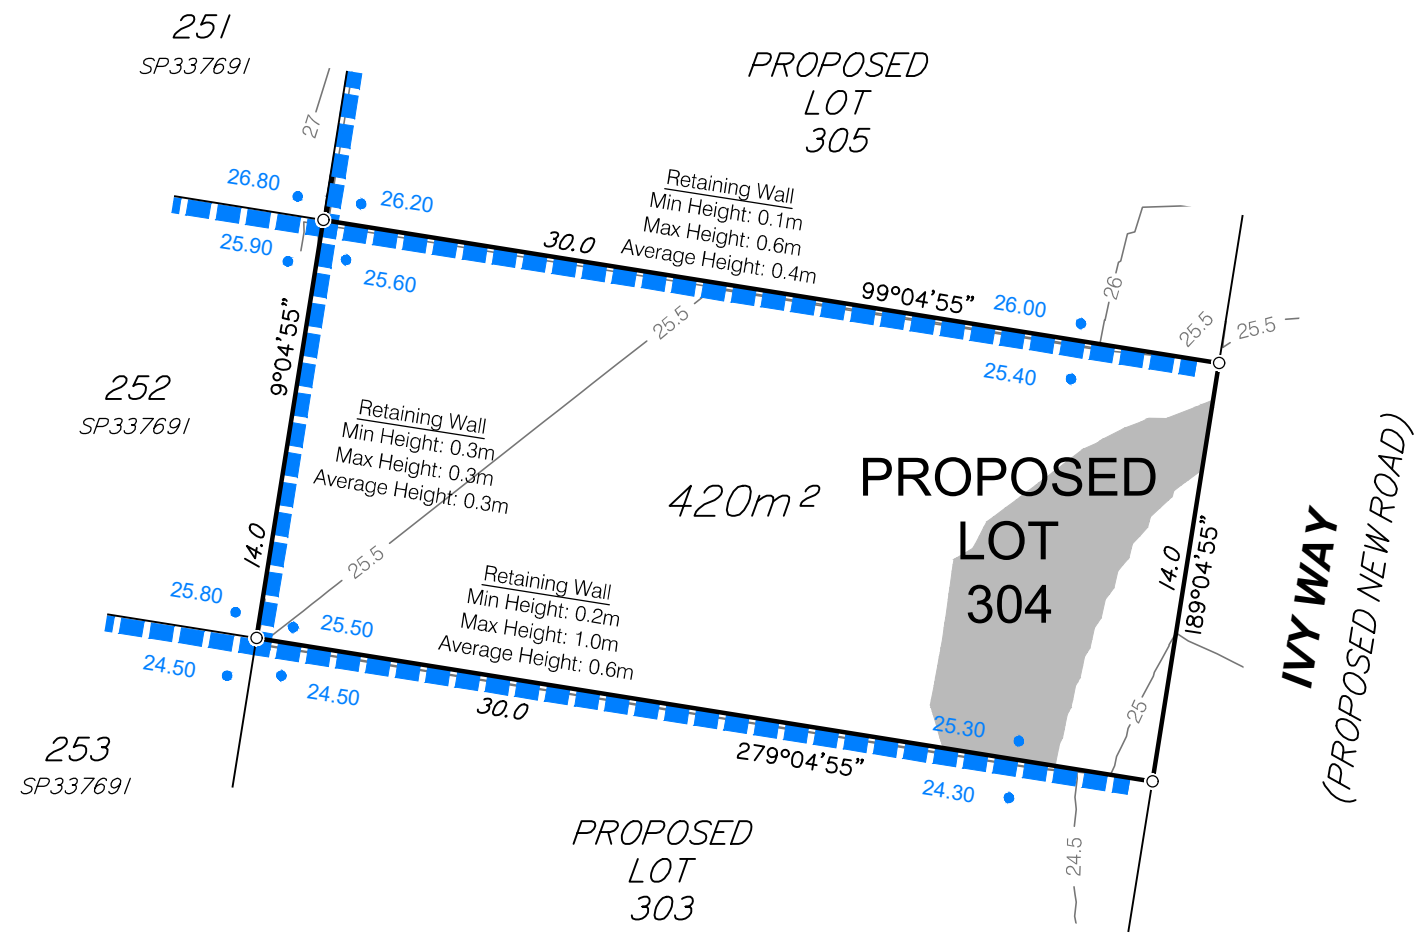 251
SP337691
PROPOSED
LOT
305
27
26.80
26.20
25.90
25.60
Retaining Wall
Min Height: 0.1m
Max Height: 0.6m
Average Height: 0.4m
30.0
99°04'55"
26.00
26
25.5
25.5
25.40
25.5
9°04'55"
252
SP337691
Retaining Wall
Min Height: 0.3m
Max Height: 0.3m
Average Height: 0.3m
420m²
PROPOSED
LOT
304
14.0
189°04'55"
IVY WAY
(PROPOSED NEW ROAD)
14.0
25.5
25.80
25.50
Retaining Wall
Min Height: 0.2m
Max Height: 1.0m
Average Height: 0.6m
24.50
24.50
30.0
279°04'55"
25.30
25
24.30
24.5
253
SP337691
PROPOSED
LOT
303